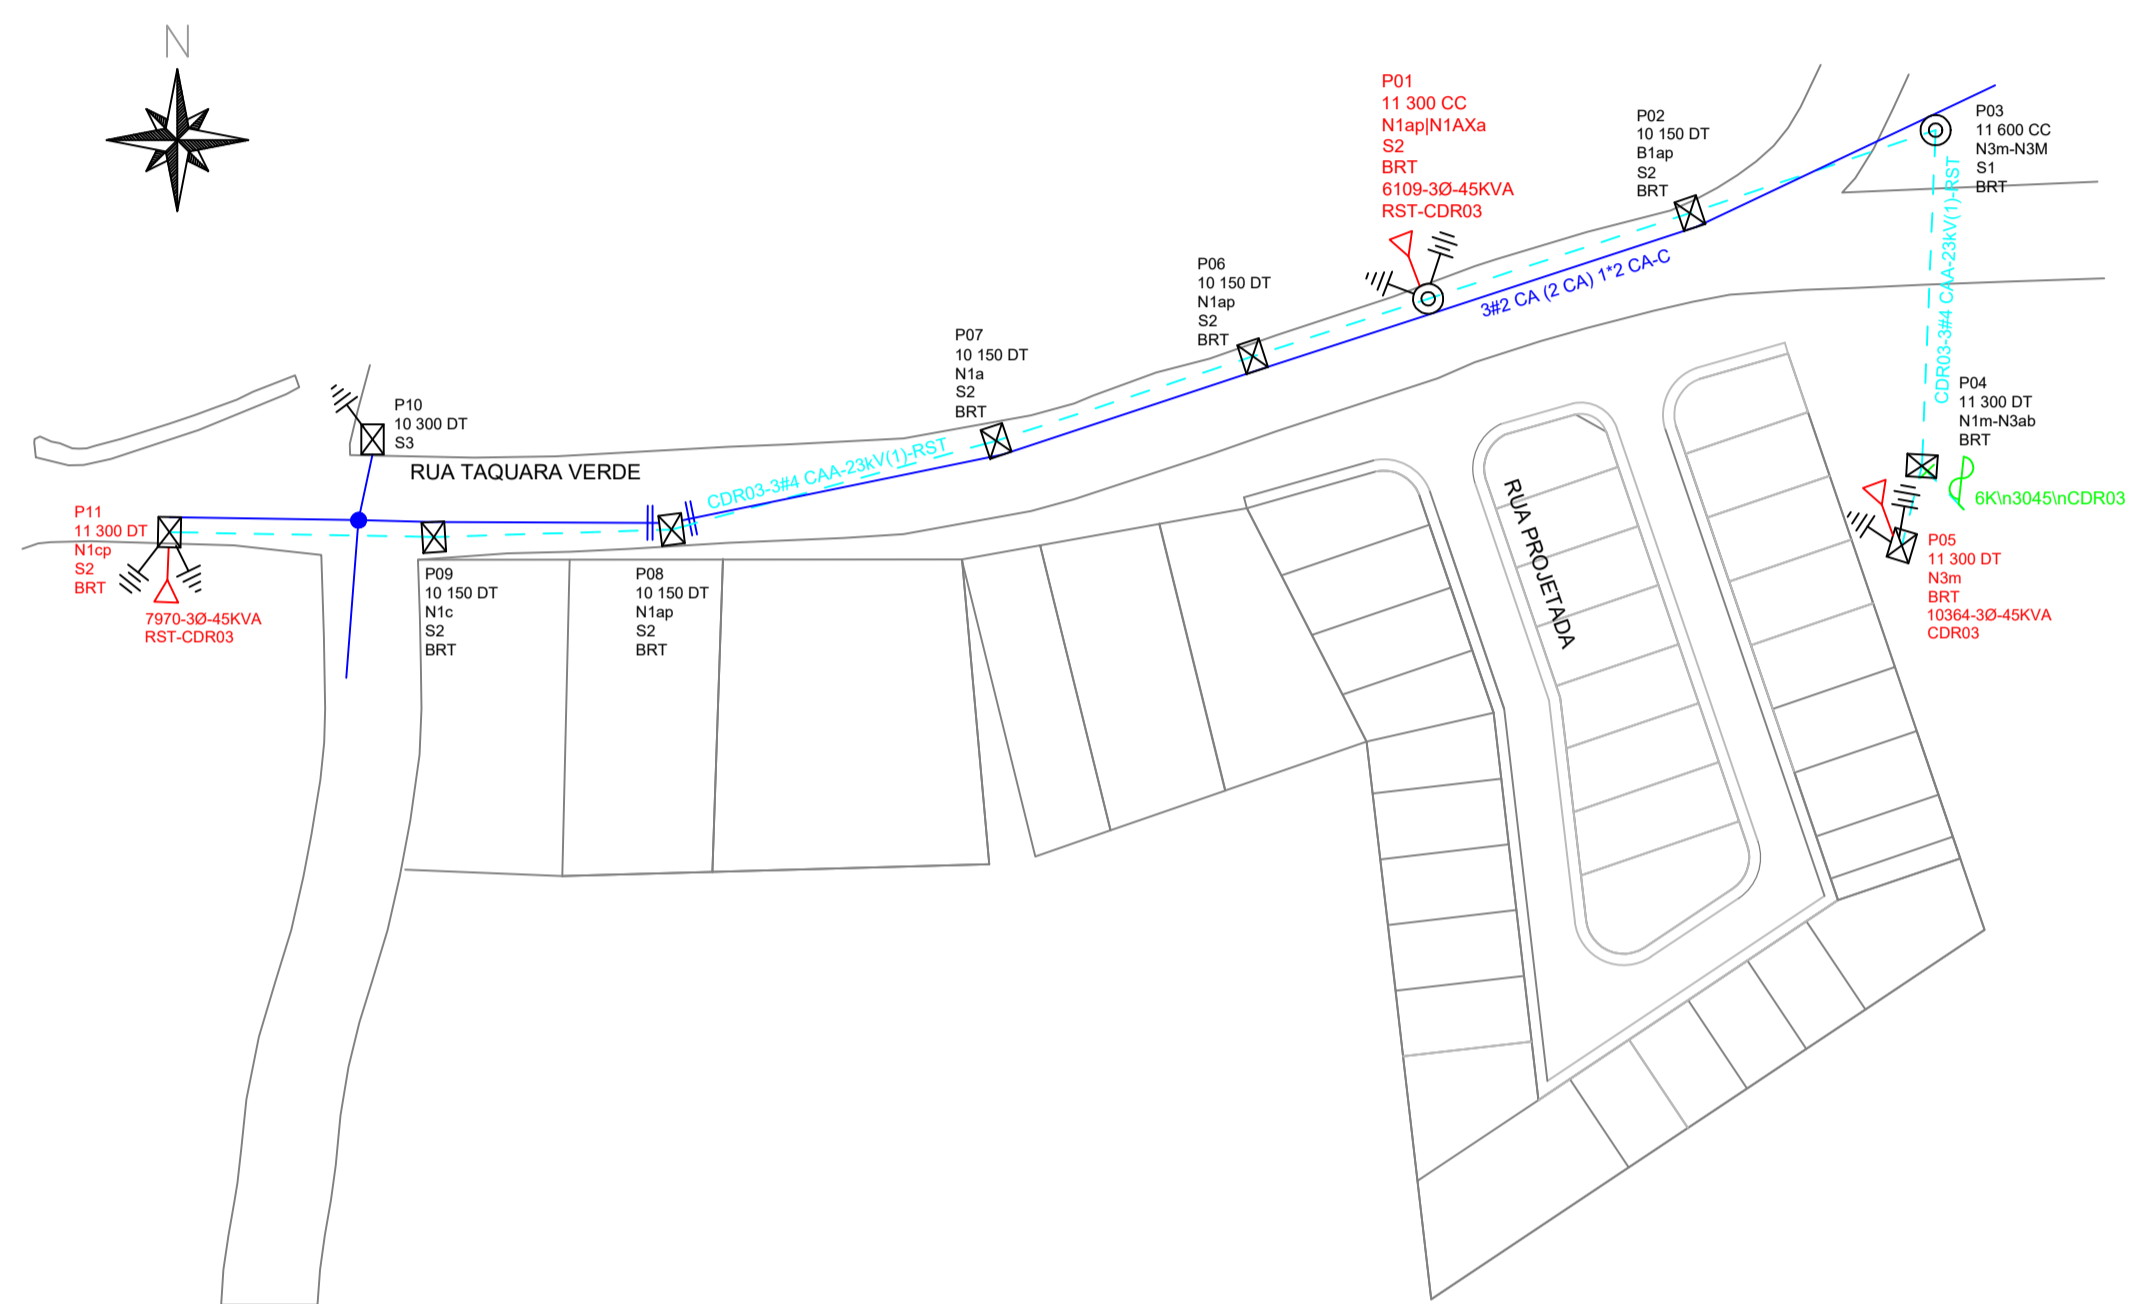 N
P01
11 300 CC
N1ap|N1AXa
S2
BRT
6109-3Ø-45KVA
RST-CDR03
P02
10 150 DT
B1ap
S2
BRT
P03
11 600 CC
N3m-N3M
S1
BRT
CDR03-3#4 CAA-23kV(1)-RST
3#2 CA (2 CA) 1*2 CA-C
P06
10 150 DT
N1ap
S2
BRT
P07
10 150 DT
N1a
S2
BRT
P04
11 300 DT
N1m-N3ab
BRT
P10
10 300 DT
S3
RUA TAQUARA VERDE
CDR03-3#4 CAA-23kV(1)-RST
RUA PROJETADA
6K\n3045\nCDR03
P11
11 300 DT
N1cp
S2
BRT
7970-3Ø-45KVA
RST-CDR03
P09
10 150 DT
N1c
S2
BRT
P08
10 150 DT
N1ap
S2
BRT
P05
11 300 DT
N3m
BRT
10364-3Ø-45KVA
CDR03